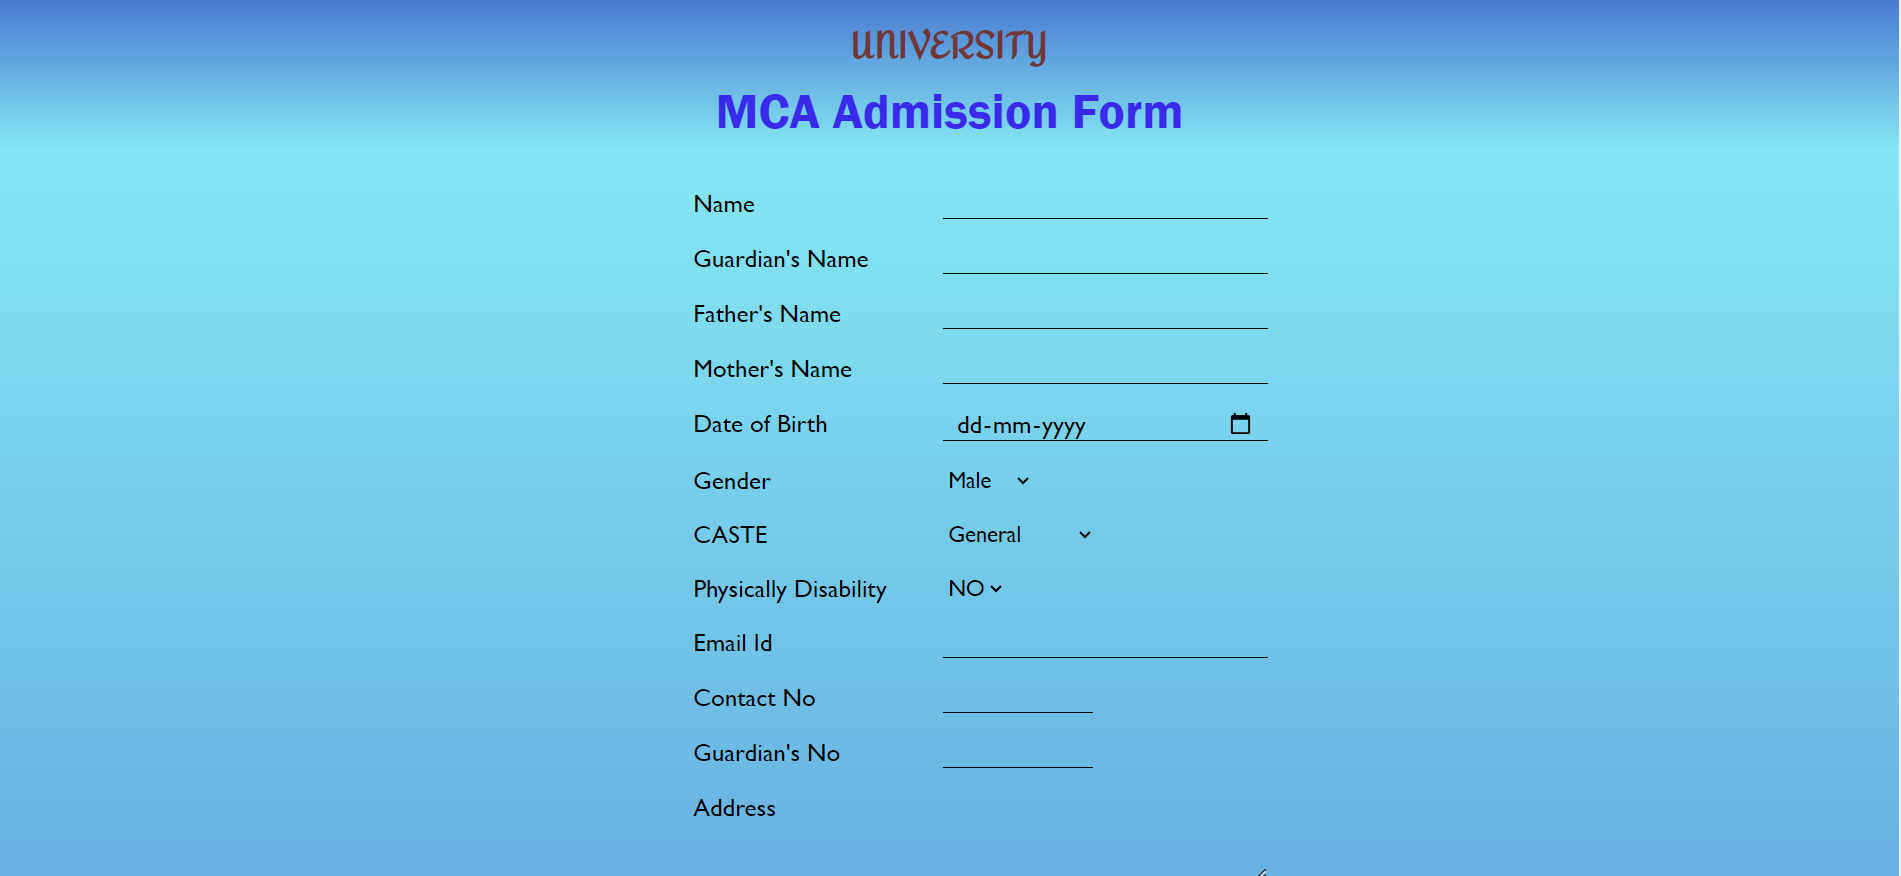 UNIVERSITY
MCA Admission Form
Name
Guardian's Name
Father's Name
Mother's Name
Date of Birth dd-mm-yyyy
Gender Male
CASTE General
Physically Disability NO
Email Id
Contact No
Guardian's No
Address